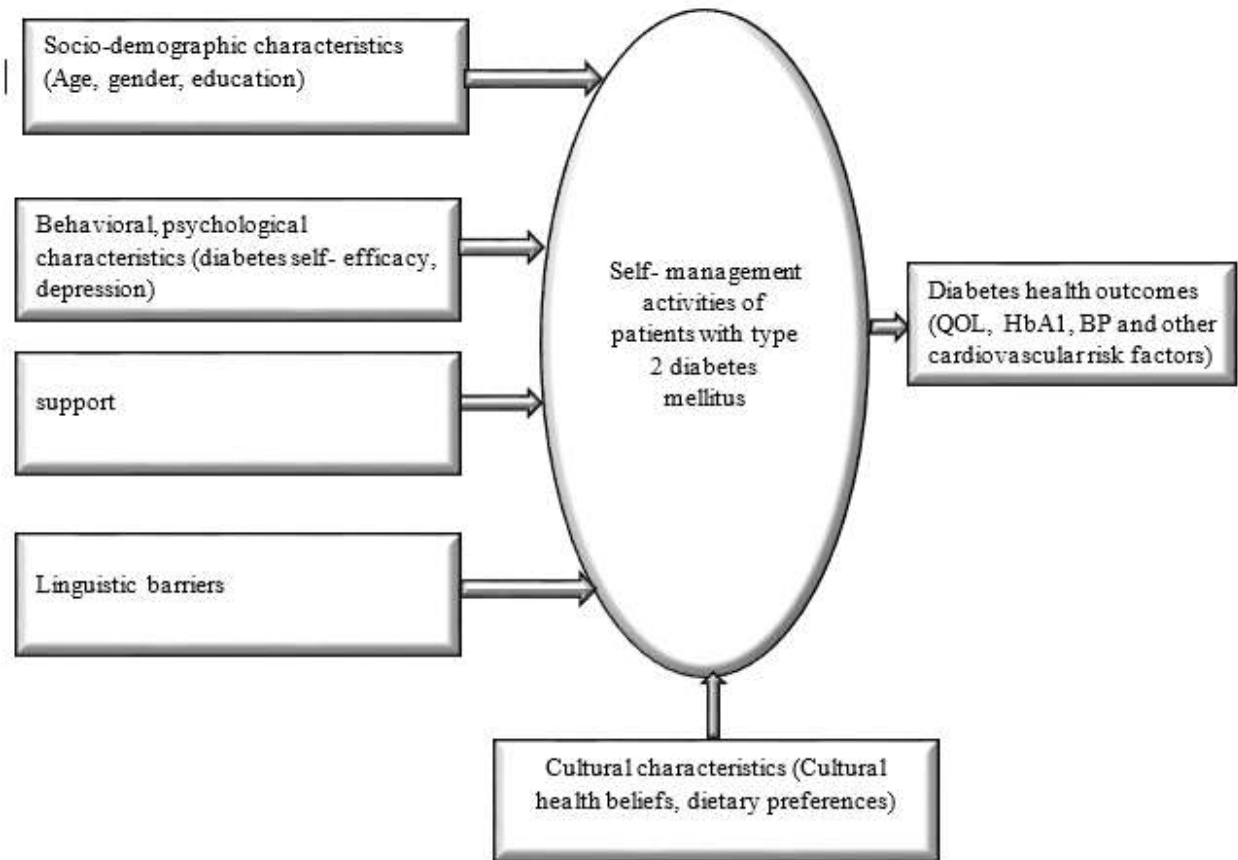 Socio-demographic characteristics
(Age, gender, education)
Behavioral, psychological
characteristics (diabetes self- efficacy,
depression)
support
Linguistic barriers
Self- management
activities of
patients with type
2 diabetes
mellitus
Diabetes health outcomes
(QOL, HbA1, BP and other
cardiovascular risk factors)
Cultural characteristics (Cultural
health beliefs, dietary preferences)